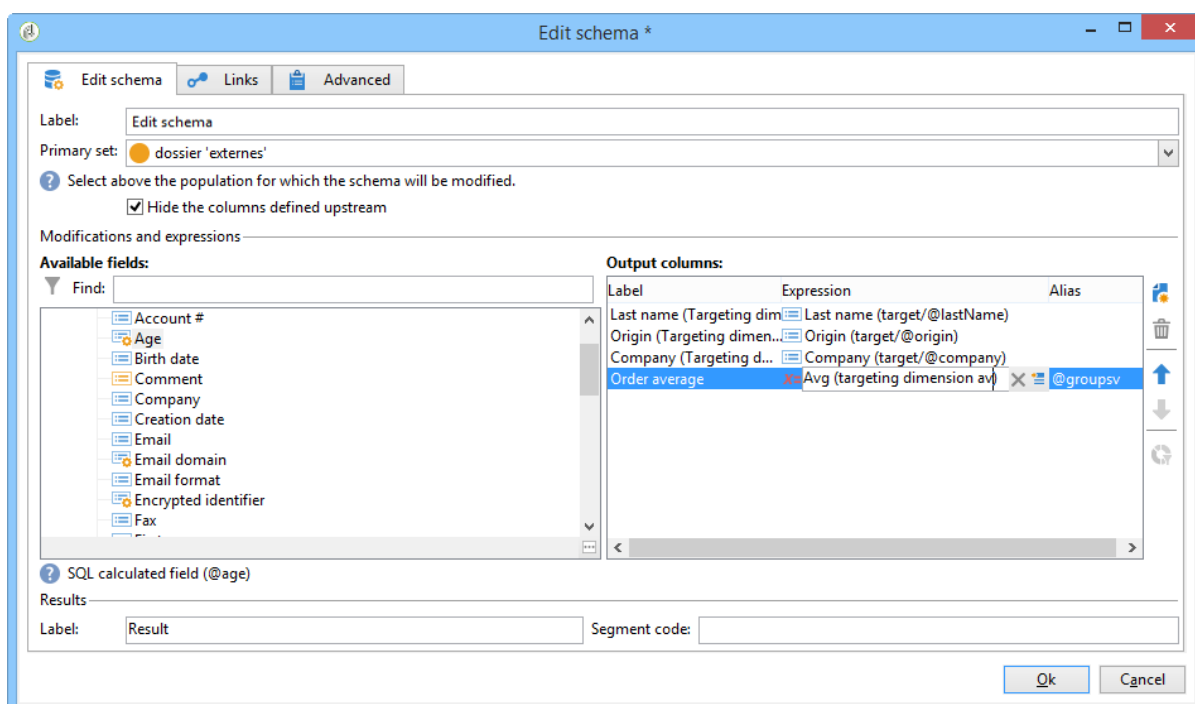 Edit schema *
Edit schema Links Advanced
Label: Edit schema
Primary set: dossier 'externes'
Select above the population for which the schema will be modified.
Hide the columns defined upstream
Modifications and expressions
Available fields: Output columns:
Find:
Label Expression Alias
Account #
Age
Birth date
Comment
Company
Creation date
Email
Email domain
Email format
Encrypted identifier
Fax
Last name (Targeting dim Last name (target/@lastName)
Origin (Targeting dimen... Origin (target/@origin)
Company (Targeting d... Company (target/@company)
Order average Avg (targeting dimension av) @groupsv
SQL calculated field (@age)
Results
Label: Result Segment code:
Ok Cancel